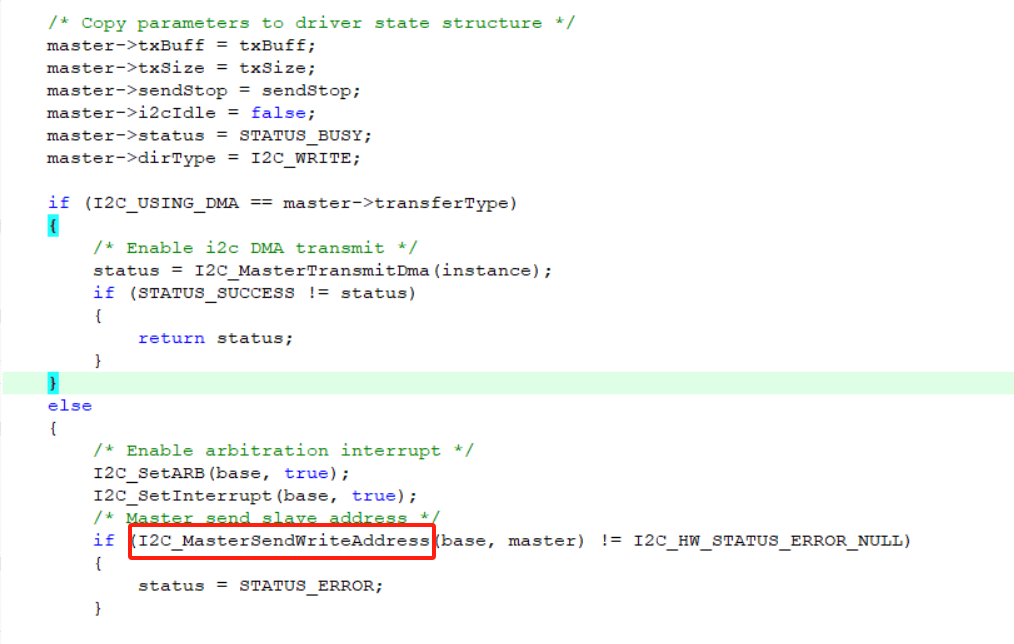 /* Copy parameters to driver state structure */
master->txBuff = txBuff;
master->txSize = txSize;
master->sendStop = sendStop;
master->i2cIdle = false;
master->status = STATUS_BUSY;
master->dirType = I2C_WRITE;
if (I2C_USING_DMA == master->transferType)
{
/* Enable i2c DMA transmit */
status = I2C_MasterTransmitDma(instance);
if (STATUS_SUCCESS != status)
{
return status;
}
}
else
{
/* Enable arbitration interrupt */
I2C_SetARB(base, true);
I2C_SetInterrupt(base, true);
/* Master send slave address */
if (I2C_MasterSendWriteAddress(base, master) != I2C_HW_STATUS_ERROR_NULL)
{
status = STATUS_ERROR;
}